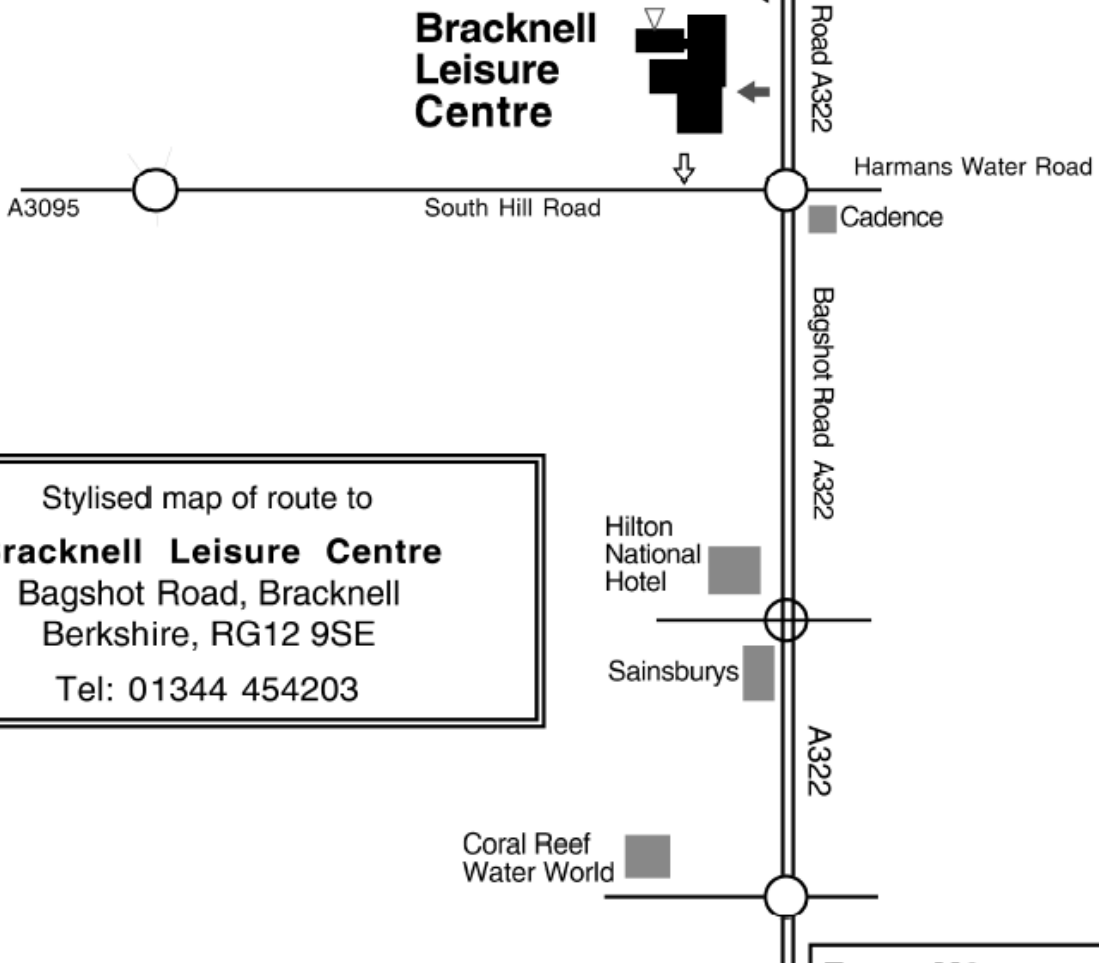 Bracknell
Leisure
Centre
Road A322
Harmans Water Road
A3095
South Hill Road
Cadence
Bagshot Road A322
Stylised map of route to
racknell Leisure Centre
Bagshot Road, Bracknell
Berkshire, RG12 9SE
Tel: 01344 454203
Hilton
National
Hotel
Sainsburys
A322
Coral Reef
Water World